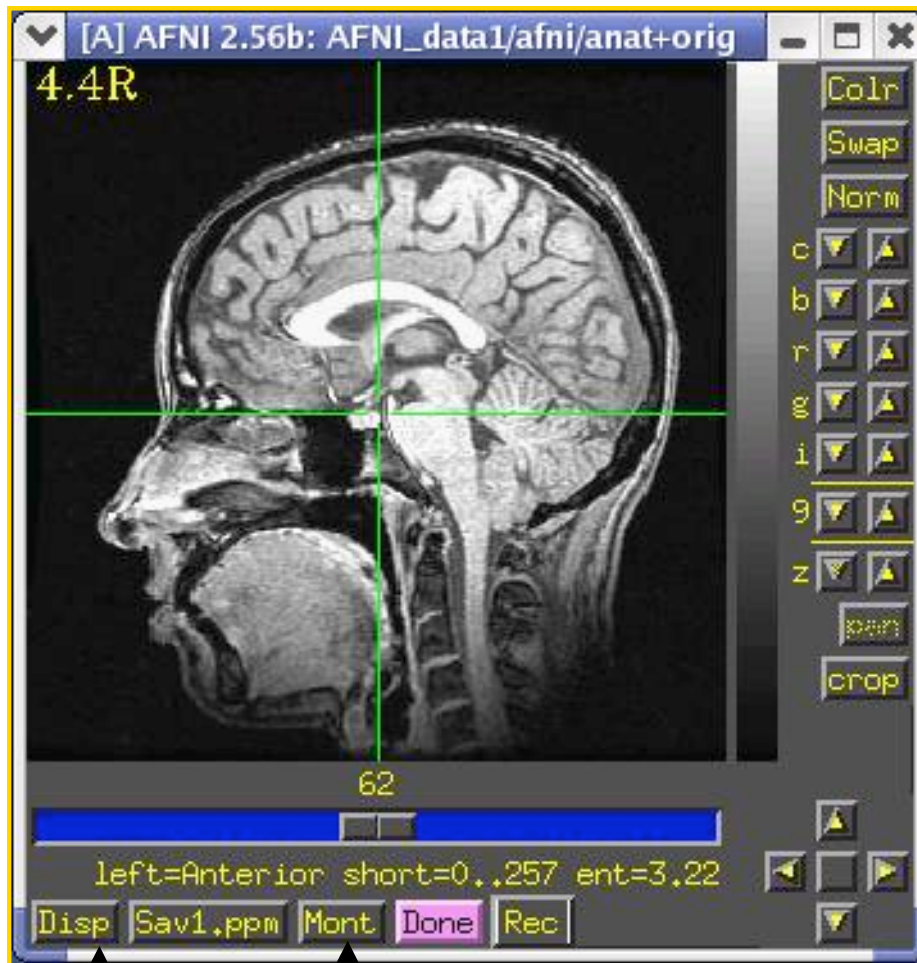 [A] AFNI 2.56b: AFNI_data1/afni/anat+orig
4.4R
Colr
Swap
Norm
c
b
r
g
i
9
z
pan
crop
62
left=Anterior short=0..257 ent=3.22
Disp Sav1.ppm Mont Done Rec